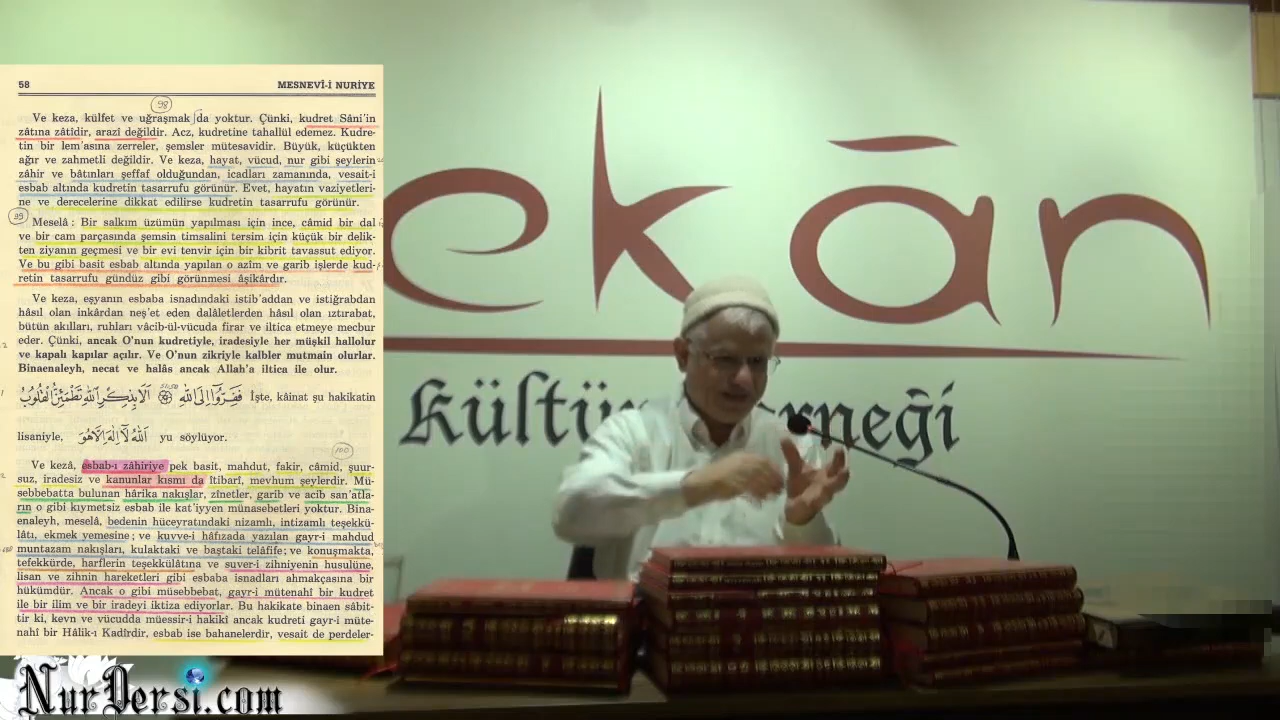 58 MESNEVÎ-İ NURİYE
98
Ve keza, külfet ve uğraşmak da yoktur. Çünki, kudret Sâni'in
zâtına zâtîdir, arazî değildir. Acz, kudretine tahallül edemez. Kudre-
tin bir lem'asına zerreler, şemsler mütesavidir. Büyük, küçükten
ağır ve zahmetli değildir. Ve keza, hayat, vücud, nur gibi şeylerin
zâhir ve bâtınları şeffaf olduğundan, icadları zamanında, vesait-i
esbab altında kudretin tasarrufu görünür. Evet, hayatın vaziyetleri-
ne ve derecelerine dikkat edilirse kudretin tasarrufu görünür.
99
Meselâ: Bir salkım üzümün yapılması için ince, câmid bir dal
ve bir cam parçasında şemsin timsalini tersim için küçük bir delik-
ten ziyanın geçmesi ve bir evi tenvir için bir kibrit tavassut ediyor.
Ve bu gibi basit esbab altında yapılan o azîm ve garib işlerde kud-
retin tasarrufu gündüz gibi görünmesi âşikârdır.
Ve keza, eşyanın esbaba isnadındaki istib'addan ve istiğrabdan
hâsıl olan inkârdan neş'et eden dalâletlerden hâsıl olan ıztırabat,
bütün akılları, ruhları vâcib-ül-vücuda firar ve iltica etmeye mecbur
eder. Çünki, ancak O'nun kudretiyle, iradesiyle her müşkil hallolur
ve kapalı kapılar açılır. Ve O'nun zikriyle kalbler mutmain olurlar.
Binaenaleyh, necat ve halâs ancak Allah'a iltica ile olur.
فَفِرُّوا اِلَى اللّٰهِ ۞ اَلَا بِذِكْرِ اللّٰهِ تَطْمَئِنُّ الْقُلُوبُ İşte, kâinat şu hakikatin
lisaniyle, اَللّٰهُ لَا اِلٰهَ اِلَّا هُوَ yu söylüyor.
100
Ve kezâ, esbab-ı zâhiriye pek basit, mahdut, fakir, câmid, şuur-
suz, iradesiz ve kanunlar kısmı da îtibarî, mevhum şeylerdir. Mü-
sebbebatta bulunan hârika nakışlar, zînetler, garib ve acib san'atla-
rın o gibi kıymetsiz esbab ile kat'iyyen münasebetleri yoktur. Bina-
enaleyh, meselâ, bedenin hüceyratındaki nizamlı, intizamlı teşekkü-
lâtı, ekmek yemesine; ve kuvve-i hâfızada yazılan gayr-i mahdud
muntazam nakışları, kulaktaki ve baştaki telâfife; ve konuşmakta,
tefekkürde, harflerin teşekkülâtına ve suver-i zihniyenin husulüne,
lisan ve zihnin hareketleri gibi esbaba isnadları ahmakçasına bir
hükümdür. Ancak o gibi müsebbebat, gayr-i mütenahî bir kudret
ile bir ilim ve bir iradeyi iktiza ediyorlar. Bu hakikate binaen sâbit-
tir ki, kevn ve vücudda müessir-i hakikî ancak kudreti gayr-i müte-
nahî bir Hâlik-ı Kadîrdir, esbab ise bahanelerdir, vesait de perdeler-
ekān
NurDersi.com